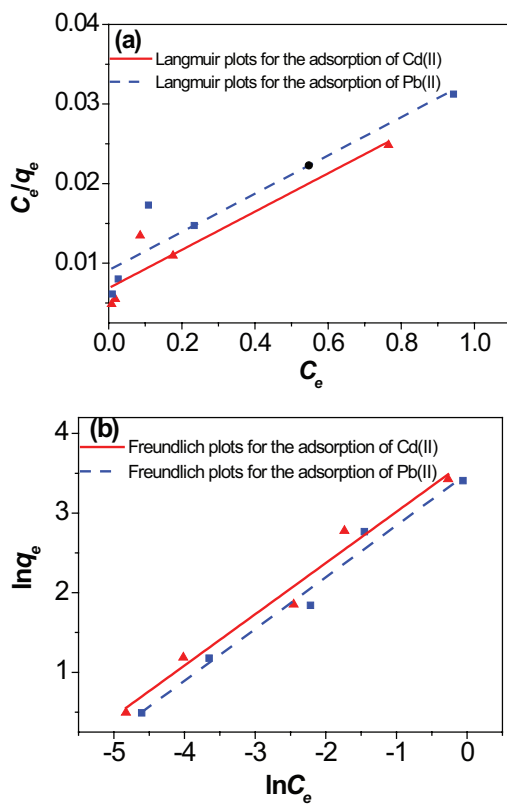 (a)
Langmuir plots for the adsorption of Cd(II)
Langmuir plots for the adsorption of Pb(II)
0.04
0.03
0.02
0.01
Ce/qe
0.0 0.2 0.4 0.6 0.8 1.0
Ce
(b)
Freundlich plots for the adsorption of Cd(II)
Freundlich plots for the adsorption of Pb(II)
4
3
2
1
lnqe
-5 -4 -3 -2 -1 0
lnCe